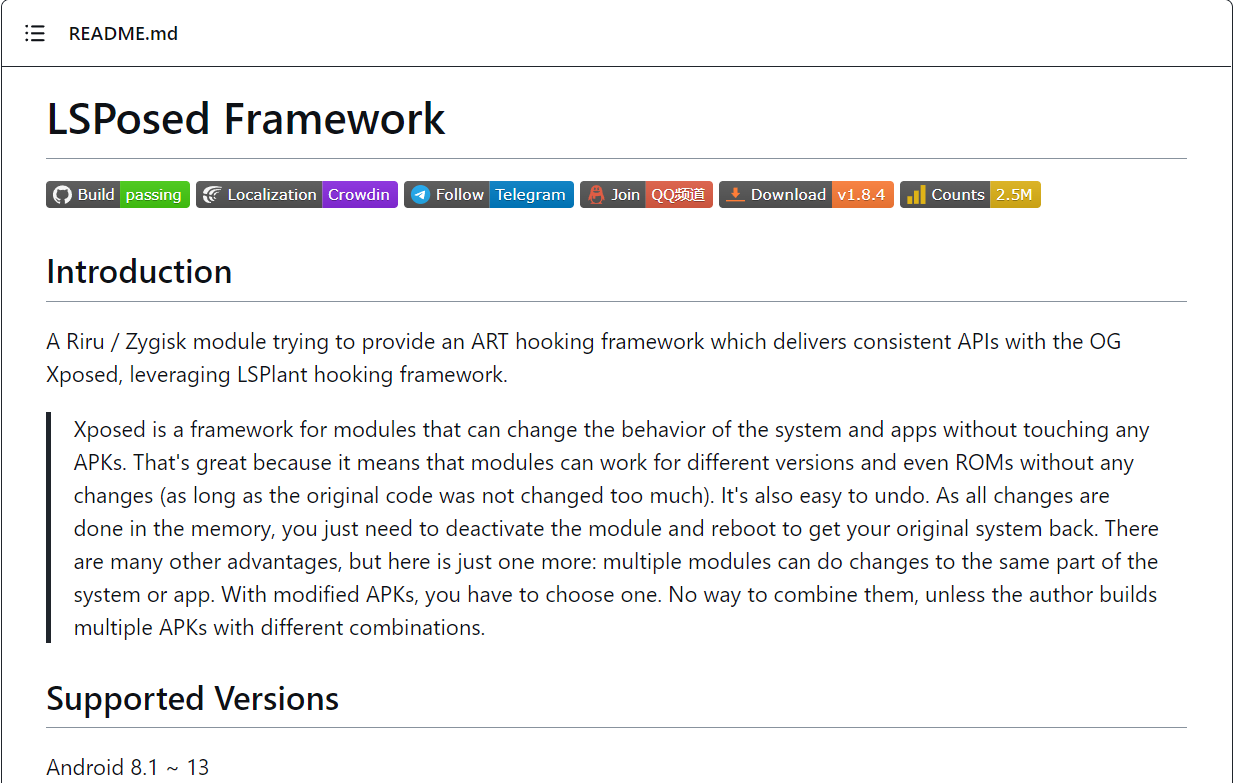 README.md
LSPosed Framework
Build passing Localization Crowdin Follow Telegram Join QQ频道 Download v1.8.4 Counts 2.5M
Introduction
A Riru / Zygisk module trying to provide an ART hooking framework which delivers consistent APIs with the OG
Xposed, leveraging LSPlant hooking framework.
Xposed is a framework for modules that can change the behavior of the system and apps without touching any
APKs. That's great because it means that modules can work for different versions and even ROMs without any
changes (as long as the original code was not changed too much). It's also easy to undo. As all changes are
done in the memory, you just need to deactivate the module and reboot to get your original system back. There
are many other advantages, but here is just one more: multiple modules can do changes to the same part of the
system or app. With modified APKs, you have to choose one. No way to combine them, unless the author builds
multiple APKs with different combinations.
Supported Versions
Android 8.1 ~ 13